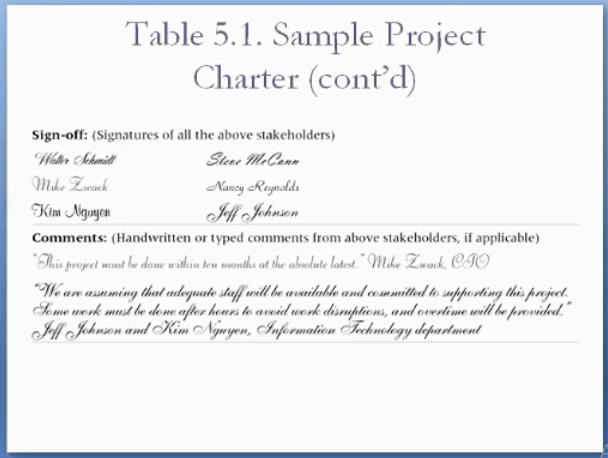 Table 5.1. Sample Project
Charter (cont'd)
Sign-off: (Signatures of all the above stakeholders)
Walter Schmidt Steve McCann
Mike Zwack Nancy Reynolds
Kim Nguyen Jeff Johnson
Comments: (Handwritten or typed comments from above stakeholders, if applicable)
"This project must be done within ten months at the absolute latest." Mike Zwack, CIO
"We are assuming that adequate staff will be available and committed to supporting this project.
Some work must be done after hours to avoid work disruptions, and overtime will be provided."
Jeff Johnson and Kim Nguyen, Information Technology department